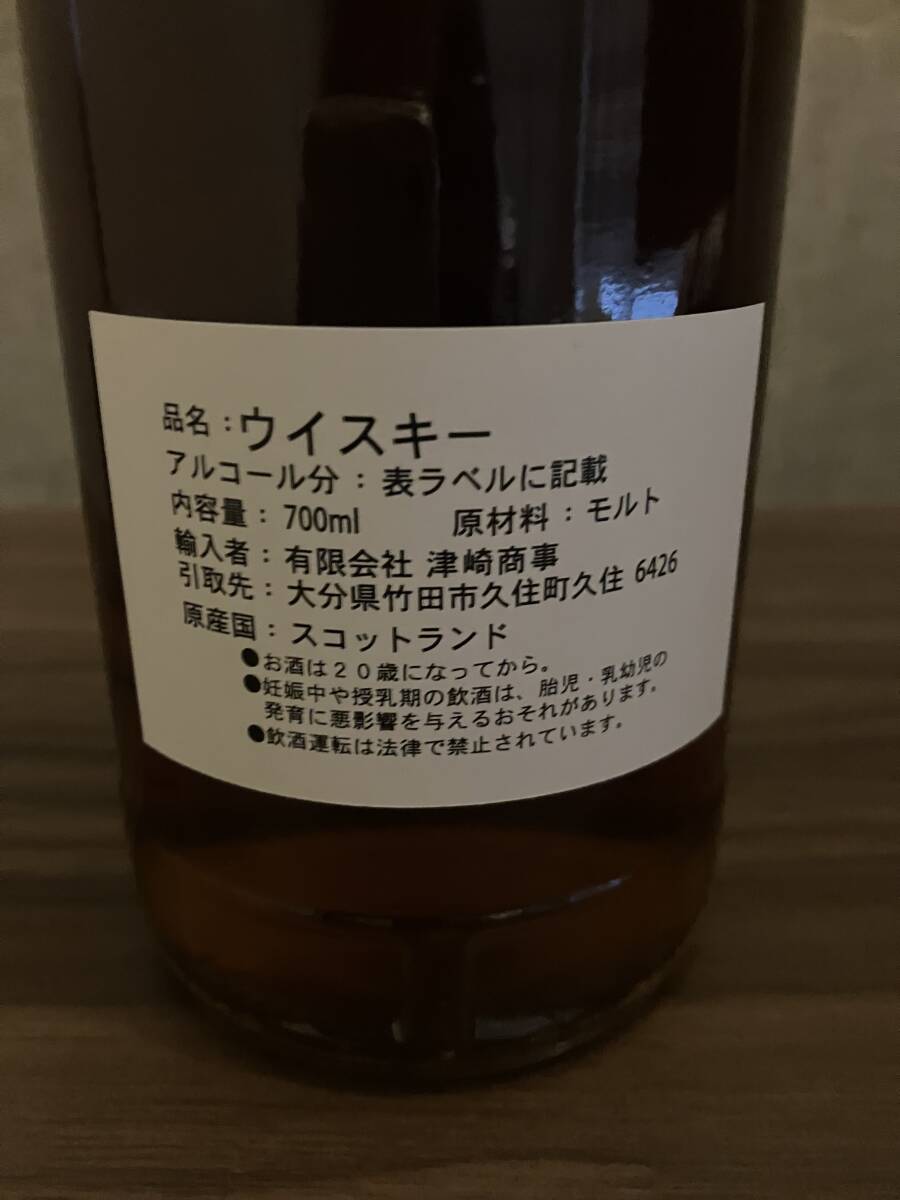 品名：ウイスキー
アルコール分：表ラベルに記載
内容量：700ml 原材料：モルト
輸入者：有限会社 津崎商事
引取先：大分県竹田市久住町久住 6426
原産国：スコットランド
●お酒は２０歳になってから。
●妊娠中や授乳期の飲酒は、胎児・乳幼児の
発育に悪影響を与えるおそれがあります。
●飲酒運転は法律で禁止されています。